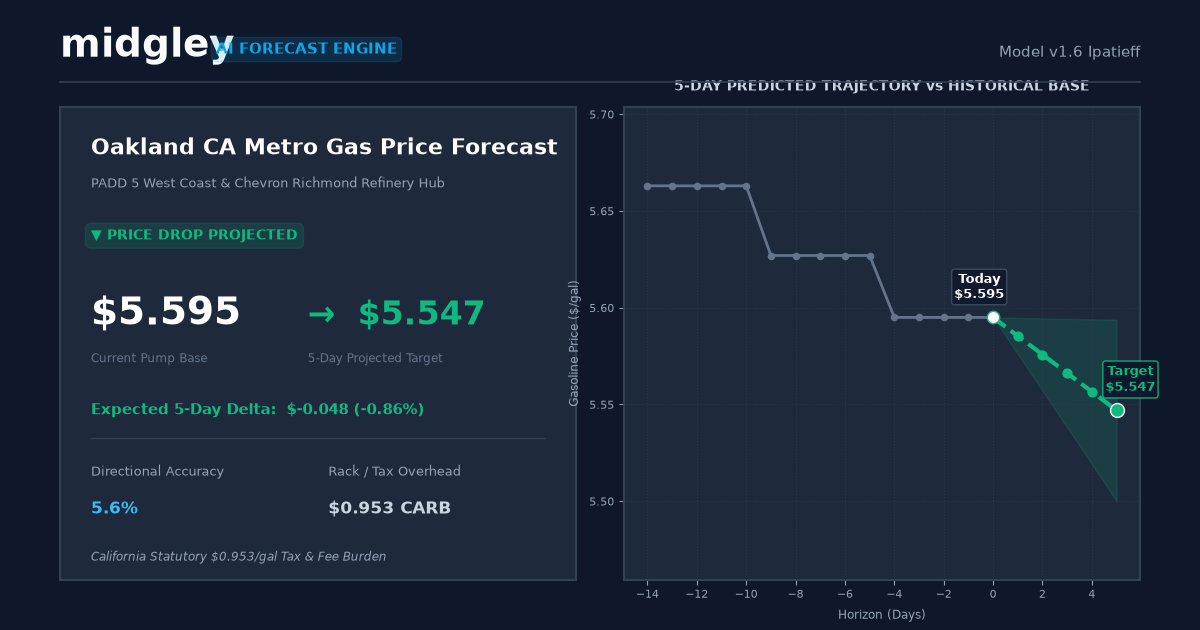 midgley
AI FORECAST ENGINE
Model v1.6 Ipatieff
Oakland CA Metro Gas Price Forecast
PADD 5 West Coast & Chevron Richmond Refinery Hub
▼ PRICE DROP PROJECTED
$5.595
→ $5.547
Current Pump Base
5-Day Projected Target
Expected 5-Day Delta: $-0.048 (-0.86%)
Directional Accuracy
Rack / Tax Overhead
5.6%
$0.953 CARB
California Statutory $0.953/gal Tax & Fee Burden
5-DAY PREDICTED TRAJECTORY vs HISTORICAL BASE
Gasoline Price ($/gal)
5.70
5.65
5.60
5.55
5.50
Today
$5.595
Target
$5.547
−14 −12 −10 −8 −6 −4 −2 0 2 4
Horizon (Days)